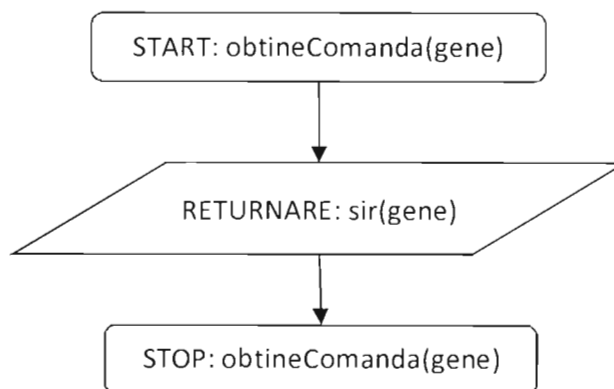 START: obtineComanda(gene)
RETURNARE: sir(gene)
STOP: obtineComanda(gene)